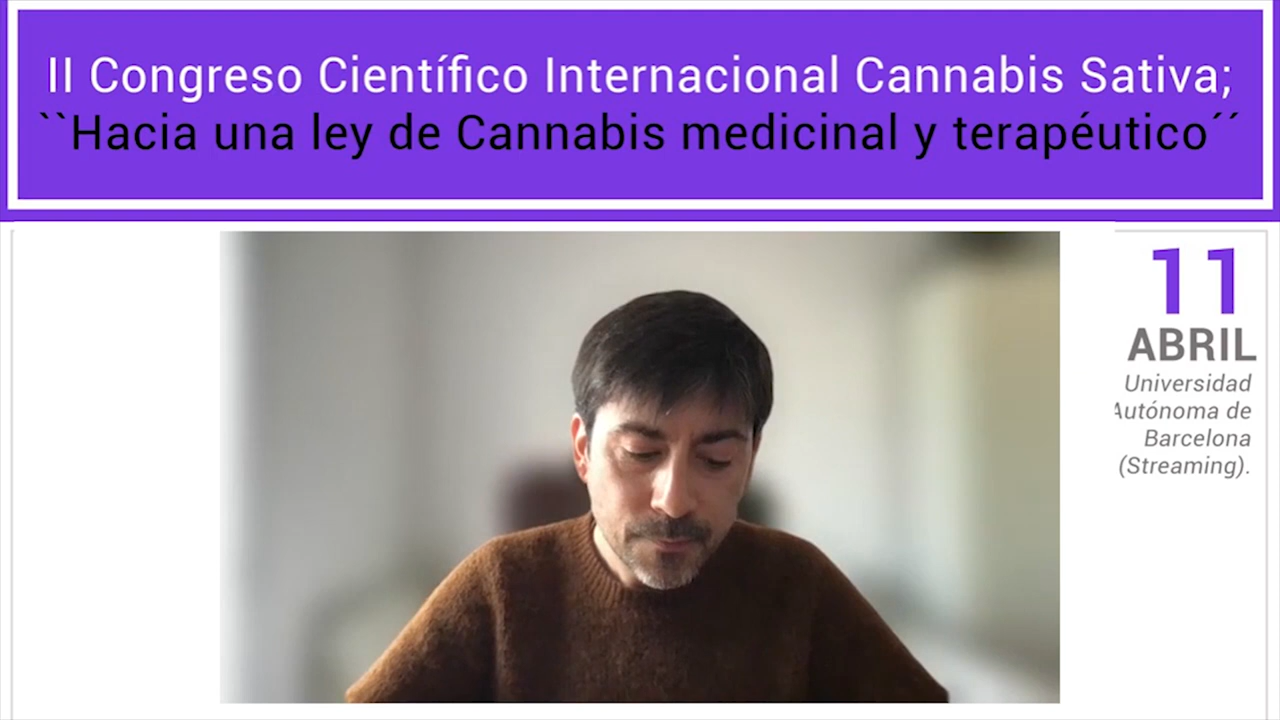 II Congreso Científico Internacional Cannabis Sativa;
``Hacia una ley de Cannabis medicinal y terapéutico´´
11
ABRIL
Universidad
Autónoma de
Barcelona
(Streaming).